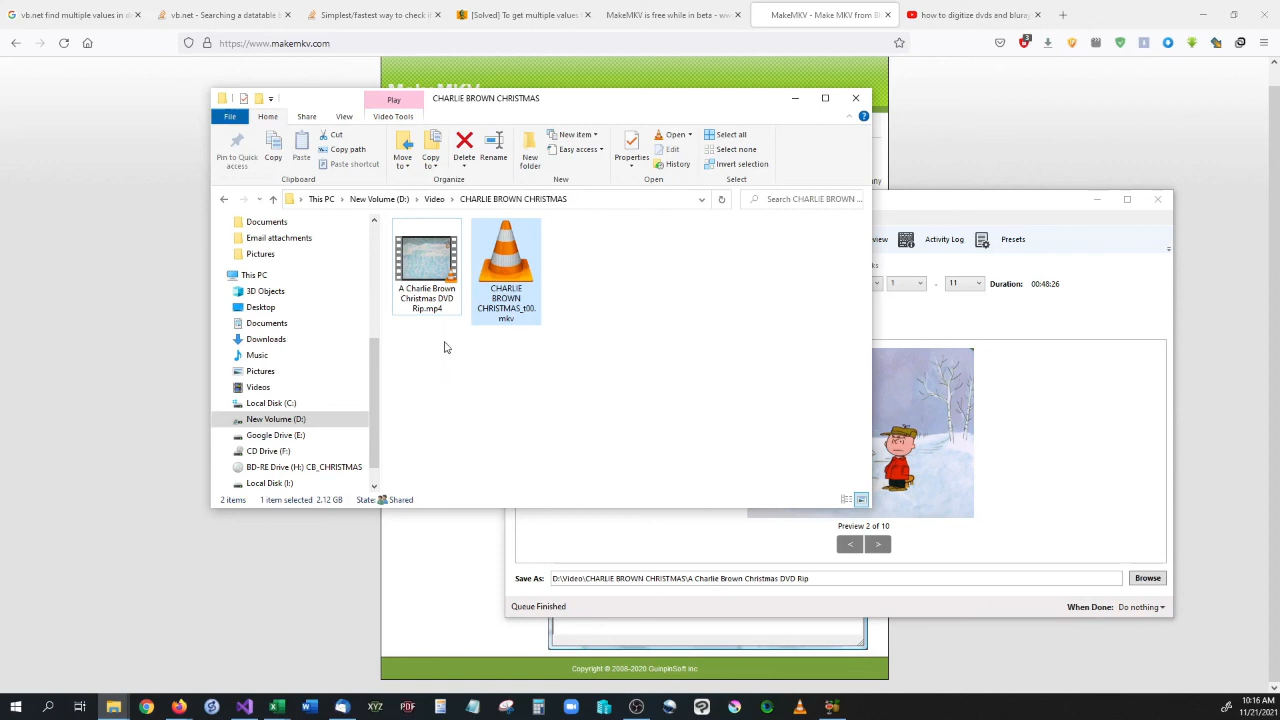 vb.net find multiple values in d
vb.net - Searching a datatable b
Simplest/fastest way to check if
[Solved] To get multiple values
MakeMKV is free while in beta - ww
MakeMKV - Make MKV from Bl
how to digitize dvds and bluray
https://www.makemkv.com
3
Play
CHARLIE BROWN CHRISTMAS
File
Home
Share
View
Video Tools
Pin to Quick access
Copy
Paste
Cut
Copy path
Paste shortcut
Clipboard
Move to
Copy to
Delete
Rename
Organize
New folder
New item
Easy access
New
Properties
Open
Edit
History
Open
Select all
Select none
Invert selection
Select
This PC > New Volume (D:) > Video > CHARLIE BROWN CHRISTMAS
Search CHARLIE BROWN ...
Documents
Email attachments
Pictures
This PC
3D Objects
Desktop
Documents
Downloads
Music
Pictures
Videos
Local Disk (C:)
New Volume (D:)
Google Drive (E:)
CD Drive (F:)
BD-RE Drive (H:) CB_CHRISTMAS
Local Disk (I:)
A Charlie Brown
Christmas DVD
Rip.mp4
CHARLIE
BROWN
CHRISTMAS_t00.
mkv
2 items
1 item selected 2.12 GB
State:
Shared
any
view
Activity Log
Presets
ks
1
-
11
Duration:
00:48:26
Preview 2 of 10
<
>
Save As:
D:\Video\CHARLIE BROWN CHRISTMAS\A Charlie Brown Christmas DVD Rip
Browse
Queue Finished
When Done:
Do nothing
Copyright © 2008-2020 GuinpinSoft inc
XYZ
PDF
10:16 AM
11/21/2021